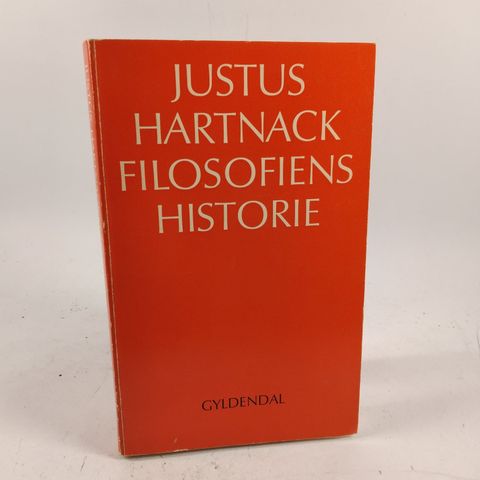 JUSTUS
HARTNACK
FILOSOFIENS
HISTORIE
GYLDENDAL